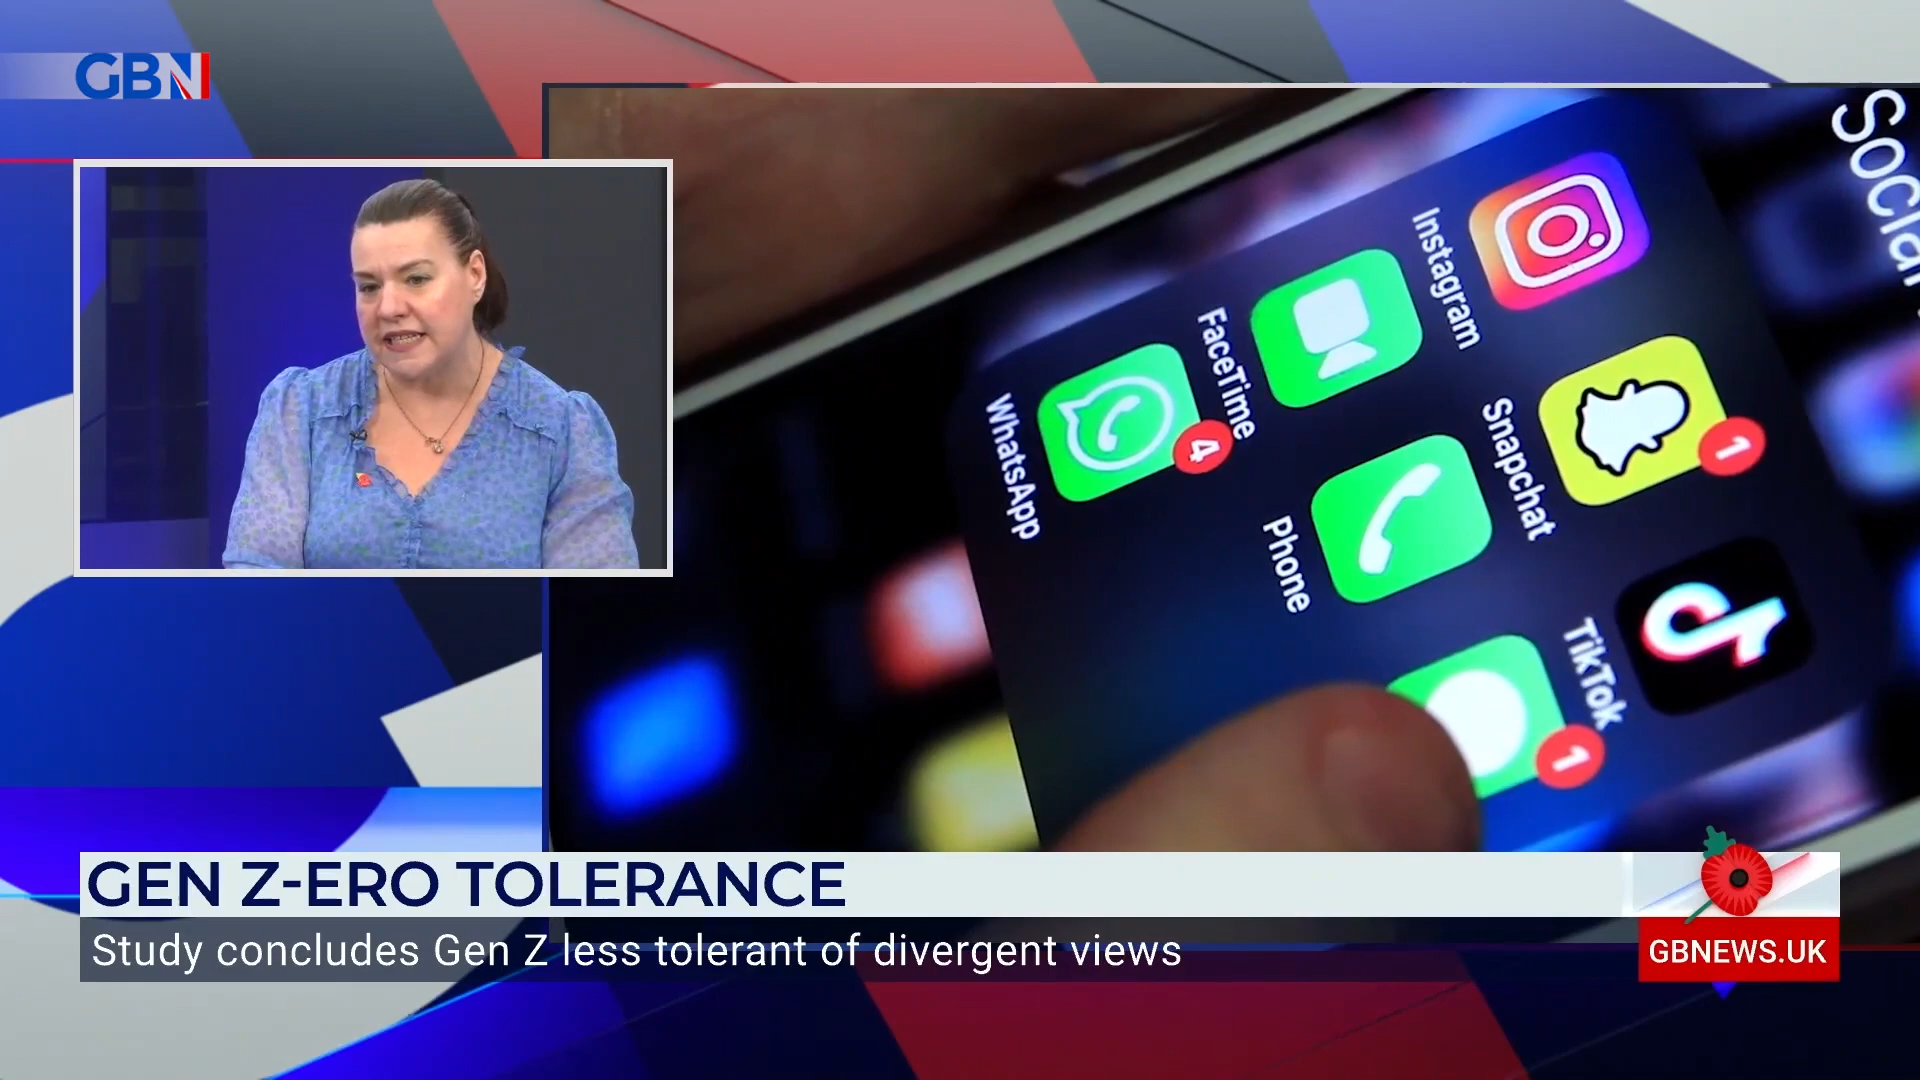 GBN
Social
Instagram
FaceTime
WhatsApp
4
Snapchat
1
Phone
TikTok
1
GEN Z-ERO TOLERANCE
Study concludes Gen Z less tolerant of divergent views
GBNEWS.UK